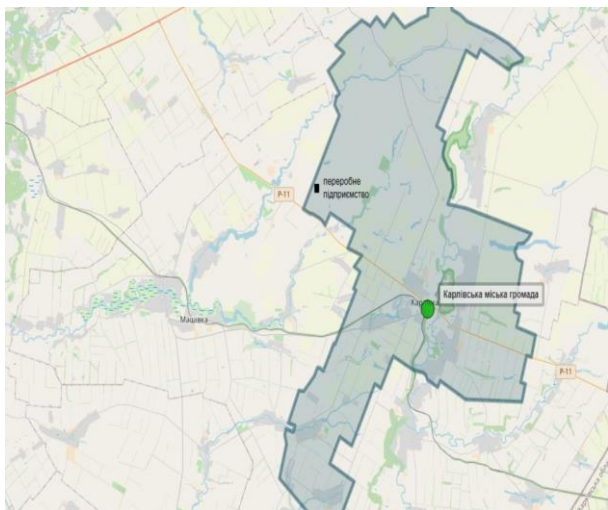 переробне
підприємство
Р-11
Карлівська міська громада
Машівка
Р-11